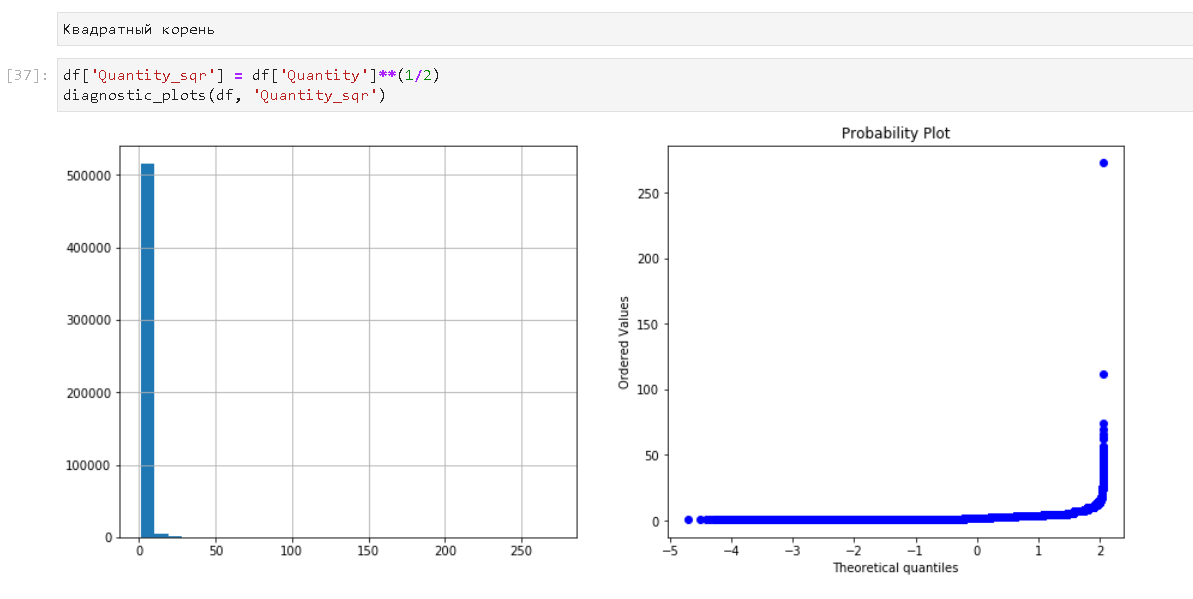 Квадратный корень
[37]: df['Quantity_sqr'] = df['Quantity']**(1/2)
diagnostic_plots(df, 'Quantity_sqr')
Probability Plot
500000
400000
300000
200000
100000
0
0 50 100 150 200 250
Ordered Values
250
200
150
100
50
0
−5 −4 −3 −2 −1 0 1 2
Theoretical quantiles